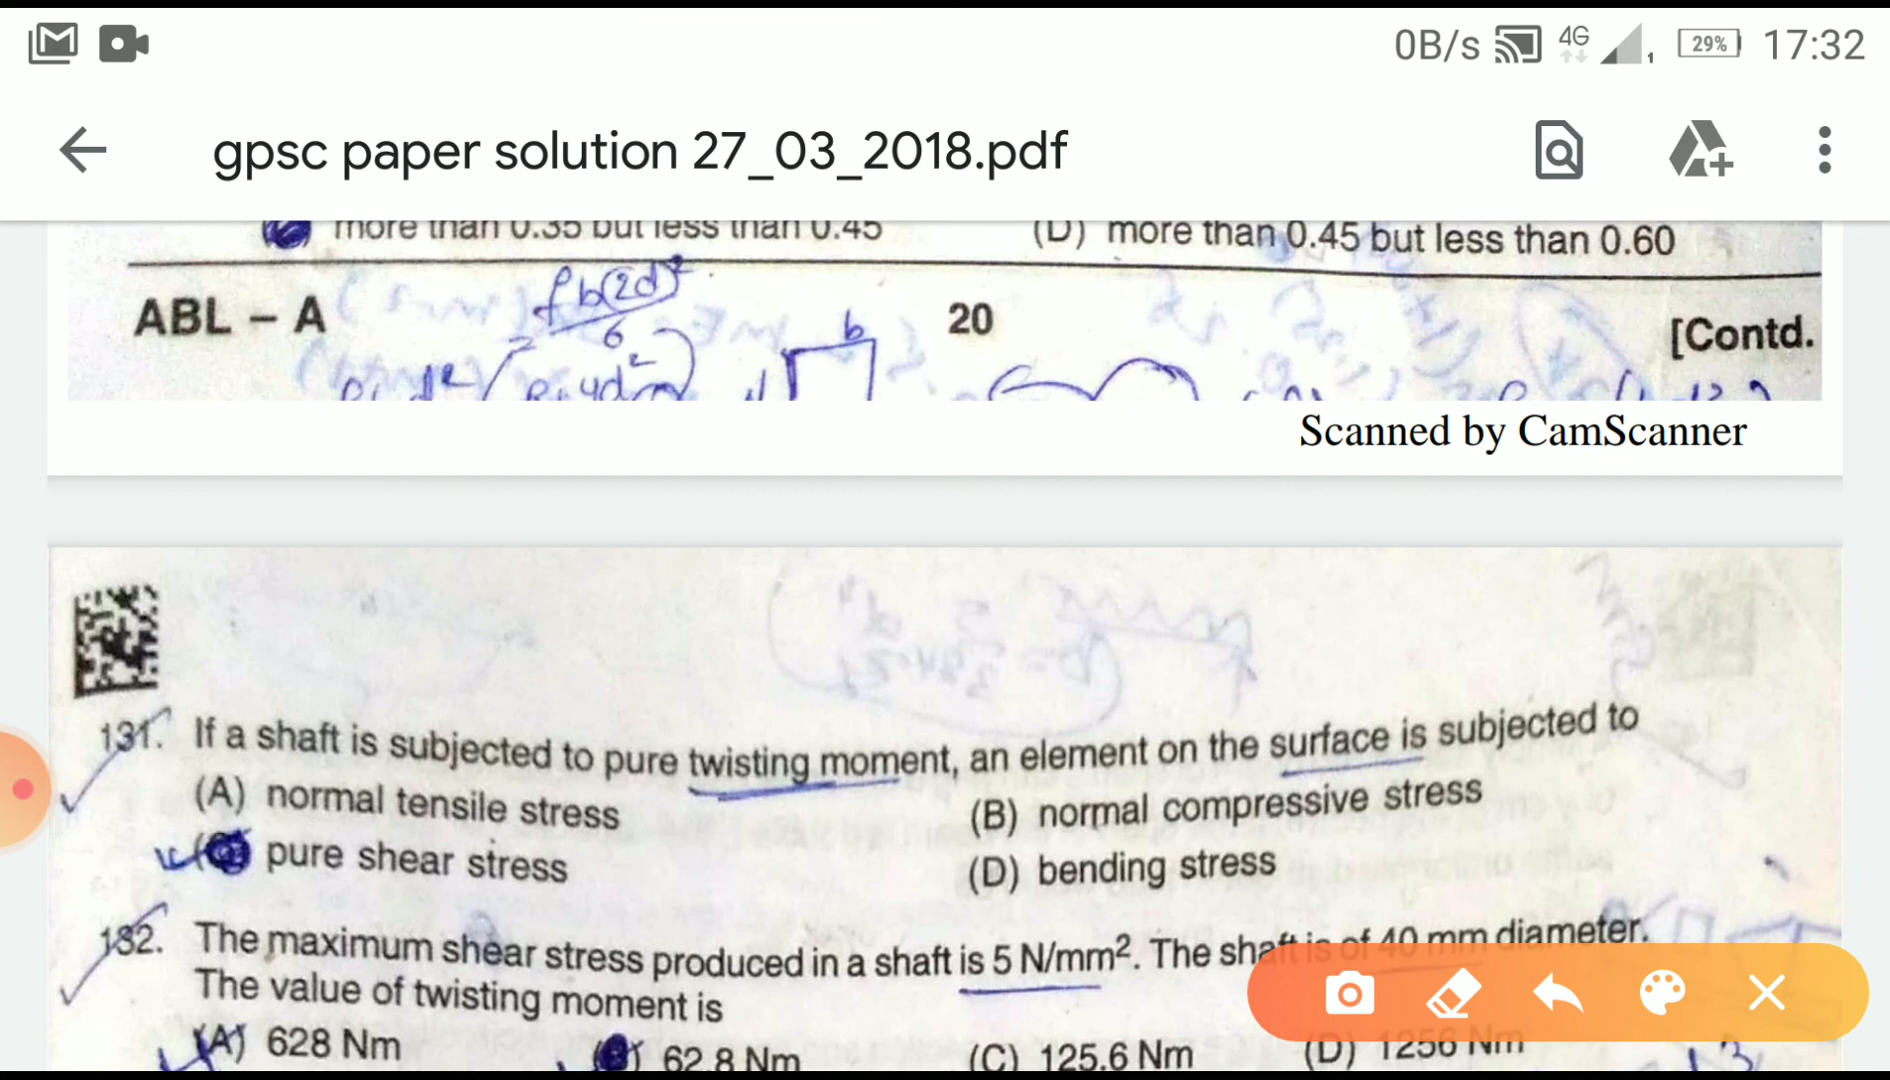 0B/s 4G 1 29% 17:32
gpsc paper solution 27_03_2018.pdf
more than 0.35 but less than 0.45 (D) more than 0.45 but less than 0.60
fb(2d)²
6
ABL – A b 20 [Contd.
Scanned by CamScanner
131. If a shaft is subjected to pure twisting moment, an element on the surface is subjected to
(A) normal tensile stress (B) normal compressive stress
pure shear stress (D) bending stress
132. The maximum shear stress produced in a shaft is 5 N/mm². The shaft is of 40 mm diameter.
The value of twisting moment is
(A) 628 Nm 62.8 Nm (C) 125.6 Nm (D) 1256 Nm